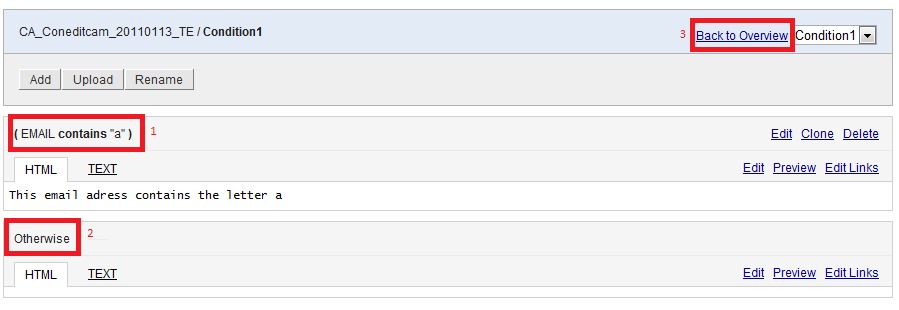 CA_Coneditcam_20110113_TE / Condition1 3 Back to Overview Condition1
Add Upload Rename
( EMAIL contains "a" ) 1 Edit Clone Delete
HTML TEXT Edit Preview Edit Links
This email adress contains the letter a
Otherwise 2
HTML TEXT Edit Preview Edit Links